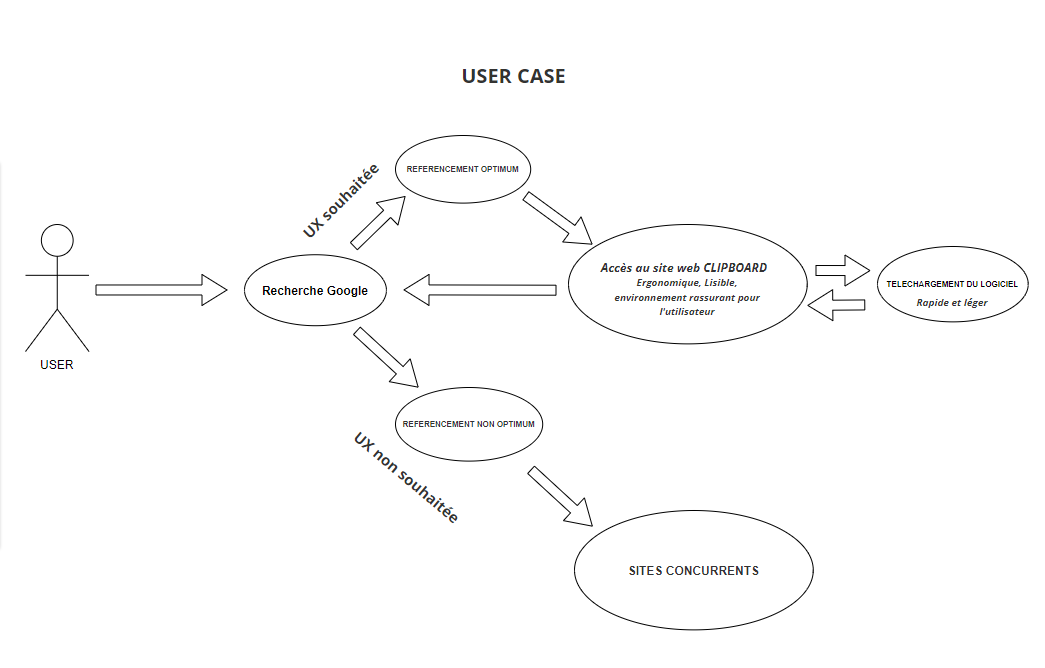 USER CASE
UX souhaitée
REFERENCEMENT OPTIMUM
USER
Recherche Google
Accès au site web CLIPBOARD
Ergonomique, Lisible,
environnement rassurant pour
l'utilisateur
TELECHARGEMENT DU LOGICIEL
Rapide et léger
REFERENCEMENT NON OPTIMUM
UX non souhaitée
SITES CONCURRENTS